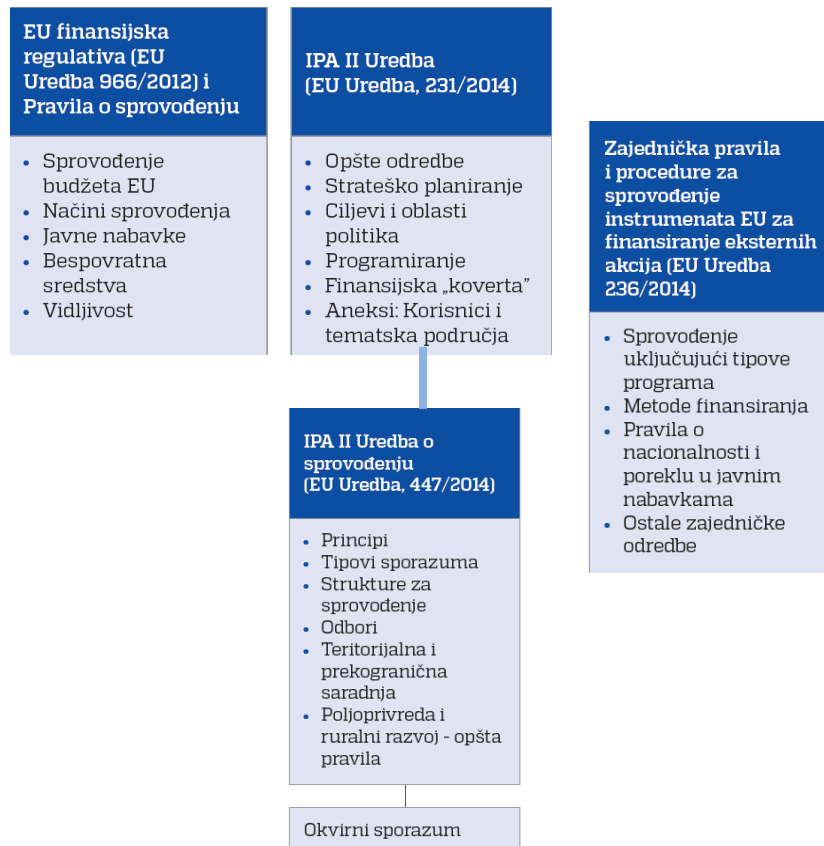 EU finansijska
regulativa (EU
Uredba 966/2012) i
Pravila o sprovođenju
• Sprovođenje
budžeta EU
• Načini sprovođenja
• Javne nabavke
• Bespovratna
sredstva
• Vidljivost
IPA II Uredba
(EU Uredba, 231/2014)
• Opšte odredbe
• Strateško planiranje
• Ciljevi i oblasti
politika
• Programiranje
• Finansijska „koverta”
• Aneksi: Korisnici i
tematska područja
Zajednička pravila
i procedure za
sprovođenje
instrumenata EU za
finansiranje eksternih
akcija (EU Uredba
236/2014)
• Sprovođenje
uključujući tipove
programa
• Metode finansiranja
• Pravila o
nacionalnosti i
poreklu u javnim
nabavkama
• Ostale zajedničke
odredbe
IPA II Uredba o
sprovođenju
(EU Uredba, 447/2014)
• Principi
• Tipovi sporazuma
• Strukture za
sprovođenje
• Odbori
• Teritorijalna i
prekogranična
saradnja
• Poljoprivreda i
ruralni razvoj - opšta
pravila
Okvirni sporazum